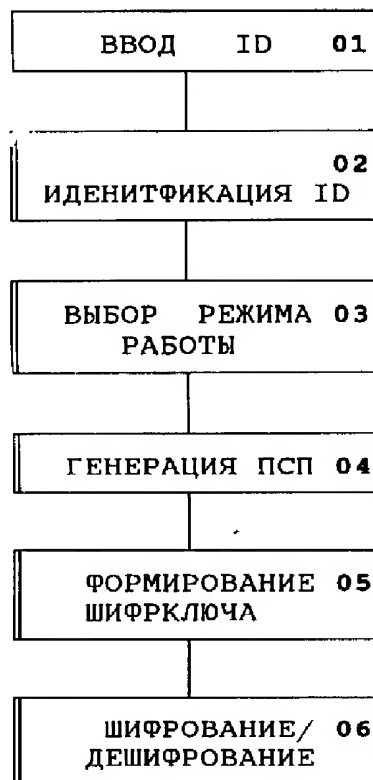 ВВОД ID 01
02
ИДЕНИТФИКАЦИЯ ID
ВЫБОР РЕЖИМА 03
РАБОТЫ
ГЕНЕРАЦИЯ ПСП 04
ФОРМИРОВАНИЕ 05
ШИФРКЛЮЧА
ШИФРОВАНИЕ/ 06
ДЕШИФРОВАНИЕ